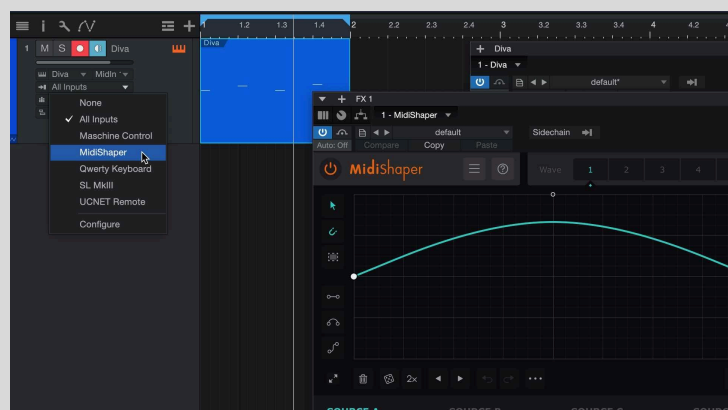 1 1.2 1.3 1.4 2 2.2 2.3 2.4 3 3.2 3.3 3.4 4 4.2
1 M S Diva
Diva
Diva MidiIn
All Inputs
None
All Inputs
Maschine Control
MidiShaper
Qwerty Keyboard
SL MkIII
UCNET Remote
Configure
Diva
1 - Diva
default*
FX 1
1 - MidiShaper
default Sidechain
Auto: Off Compare Copy Paste
MidiShaper Wave 1 2 3 4
2×